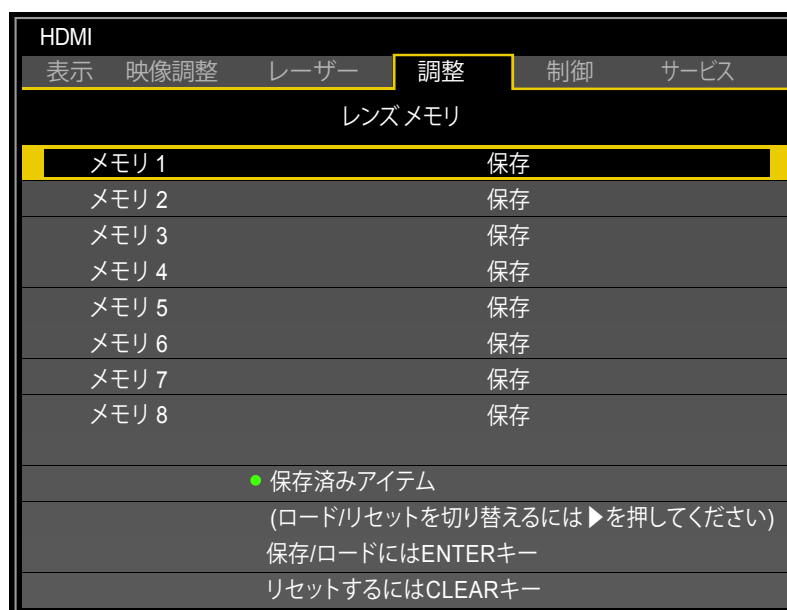 HDMI
表示 映像調整 レーザー 調整 制御 サービス
レンズ メモリ
メモリ 1 保存
メモリ 2 保存
メモリ 3 保存
メモリ 4 保存
メモリ 5 保存
メモリ 6 保存
メモリ 7 保存
メモリ 8 保存
保存済みアイテム
(ロード/リセットを切り替えるには ▶を押してください)
保存/ロードにはENTERキー
リセットするにはCLEARキー